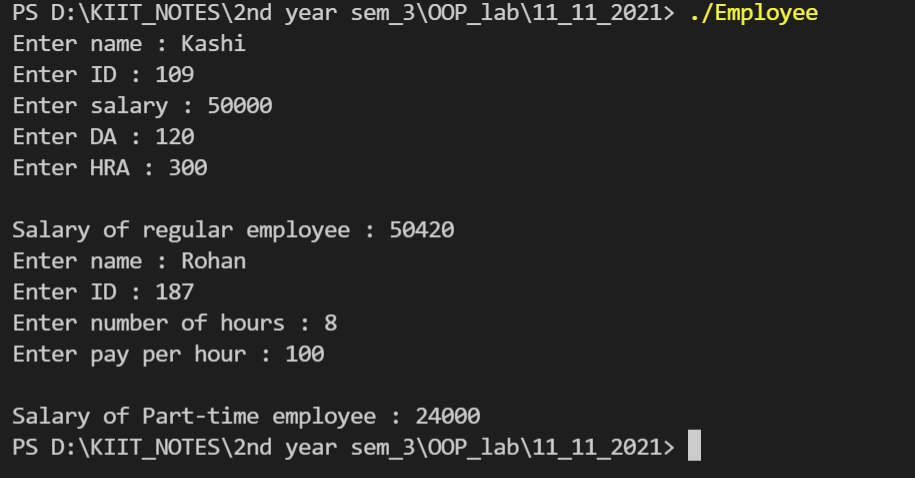 PS D:\KIIT_NOTES\2nd year sem_3\OOP_lab\11_11_2021> ./Employee
Enter name : Kashi
Enter ID : 109
Enter salary : 50000
Enter DA : 120
Enter HRA : 300
Salary of regular employee : 50420
Enter name : Rohan
Enter ID : 187
Enter number of hours : 8
Enter pay per hour : 100
Salary of Part-time employee : 24000
PS D:\KIIT_NOTES\2nd year sem_3\OOP_lab\11_11_2021>